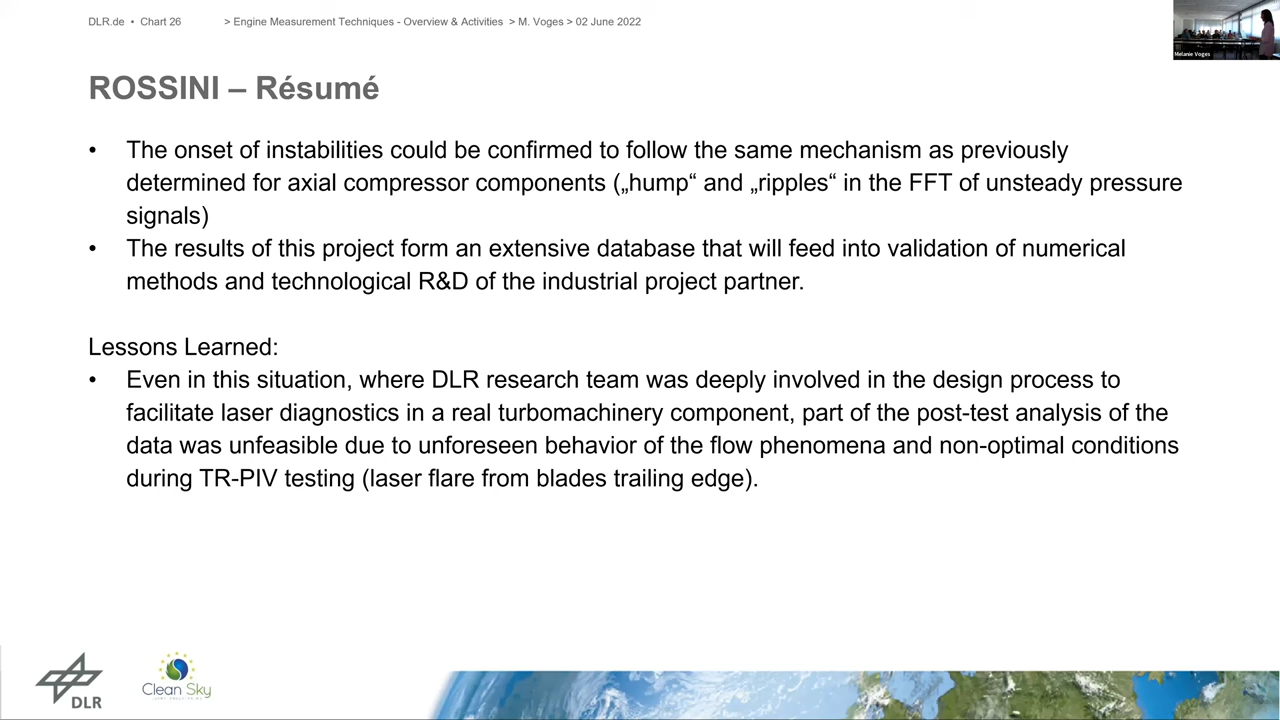 DLR.de • Chart 26 > Engine Measurement Techniques - Overview & Activities > M. Voges > 02 June 2022
Melanie Voges
ROSSINI – Résumé
• The onset of instabilities could be confirmed to follow the same mechanism as previously
determined for axial compressor components („hump“ and „ripples“ in the FFT of unsteady pressure
signals)
• The results of this project form an extensive database that will feed into validation of numerical
methods and technological R&D of the industrial project partner.
Lessons Learned:
• Even in this situation, where DLR research team was deeply involved in the design process to
facilitate laser diagnostics in a real turbomachinery component, part of the post-test analysis of the
data was unfeasible due to unforeseen behavior of the flow phenomena and non-optimal conditions
during TR-PIV testing (laser flare from blades trailing edge).
DLR
Clean Sky